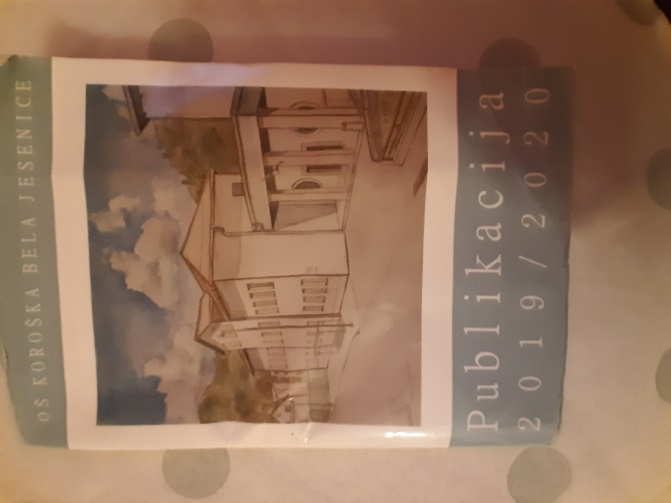 OŠ KOROŠKA BELA JESENICE
Publikacija
2019/2020